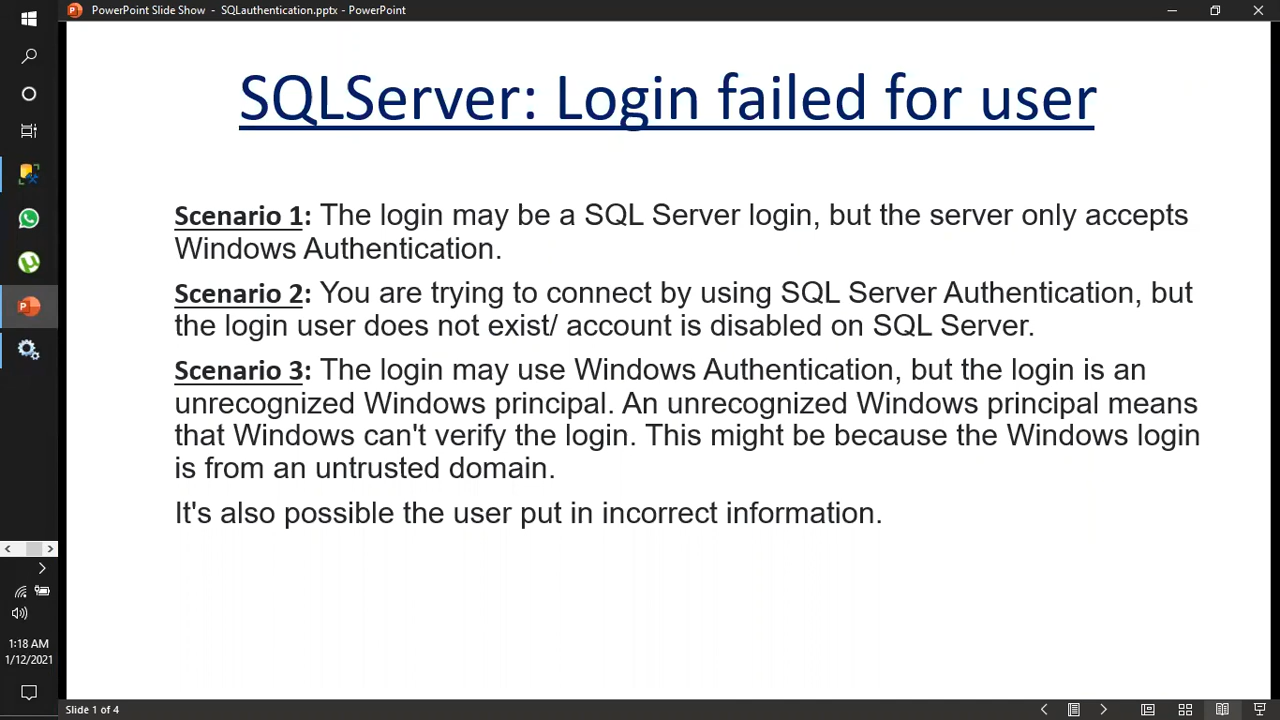 PowerPoint Slide Show - SQLauthentication.pptx - PowerPoint
SQLServer: Login failed for user
Scenario 1: The login may be a SQL Server login, but the server only accepts
Windows Authentication.
Scenario 2: You are trying to connect by using SQL Server Authentication, but
the login user does not exist/ account is disabled on SQL Server.
Scenario 3: The login may use Windows Authentication, but the login is an
unrecognized Windows principal. An unrecognized Windows principal means
that Windows can't verify the login. This might be because the Windows login
is from an untrusted domain.
It's also possible the user put in incorrect information.
1:18 AM
1/12/2021
Slide 1 of 4